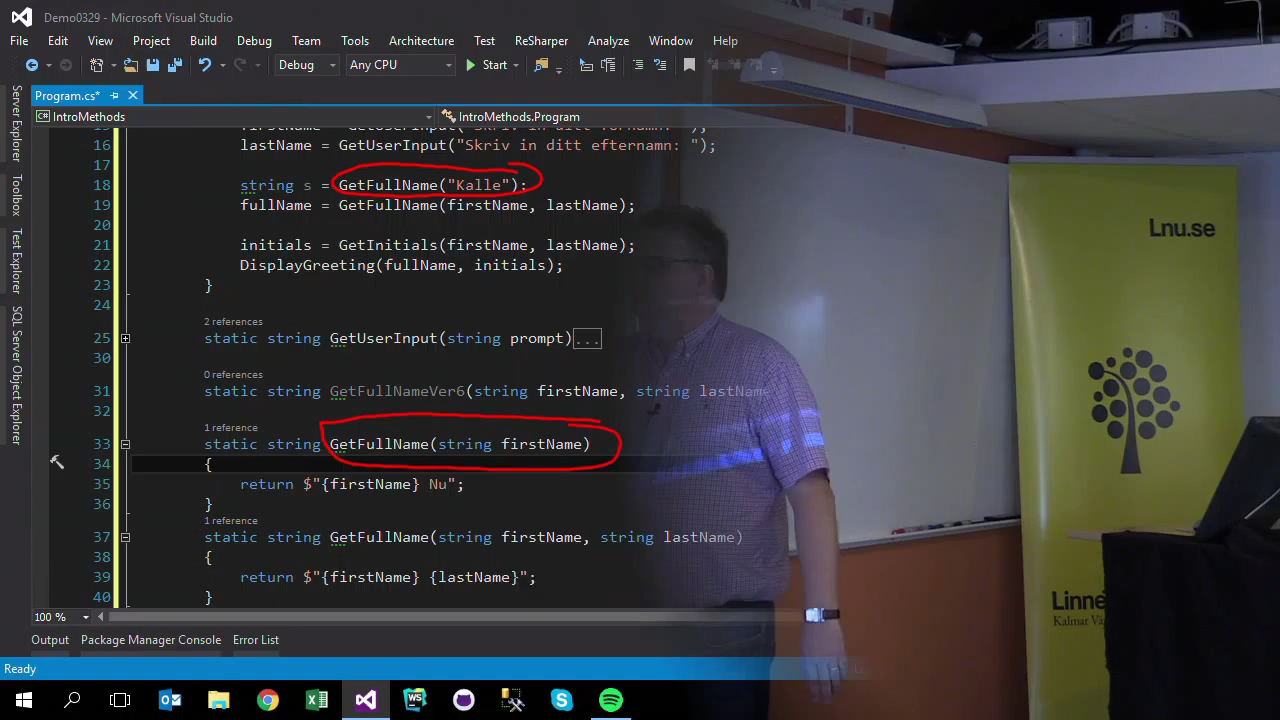 Demo0329 - Microsoft Visual Studio
File Edit View Project Build Debug Team Tools Architecture Test ReSharper Analyze Window Help
Debug Any CPU Start
Server Explorer
Toolbox
Test Explorer
SQL Server Object Explorer
Program.cs*
C# IntroMethods IntroMethods.Program
16 lastName = GetUserInput("Skriv in ditt efternamn: ");
17
18 string s = GetFullName("Kalle");
19 fullName = GetFullName(firstName, lastName);
20
21 initials = GetInitials(firstName, lastName);
22 DisplayGreeting(fullName, initials);
23 }
24
2 references
25 static string GetUserInput(string prompt)...
30
0 references
31 static string GetFullNameVer6(string firstName, string lastName
32
1 reference
33 static string GetFullName(string firstName)
34 {
35 return $"{firstName} Nu";
36 }
1 reference
37 static string GetFullName(string firstName, string lastName)
38 {
39 return $"{firstName} {lastName}";
40 }
100 %
Output Package Manager Console Error List
Ready
Lnu.se